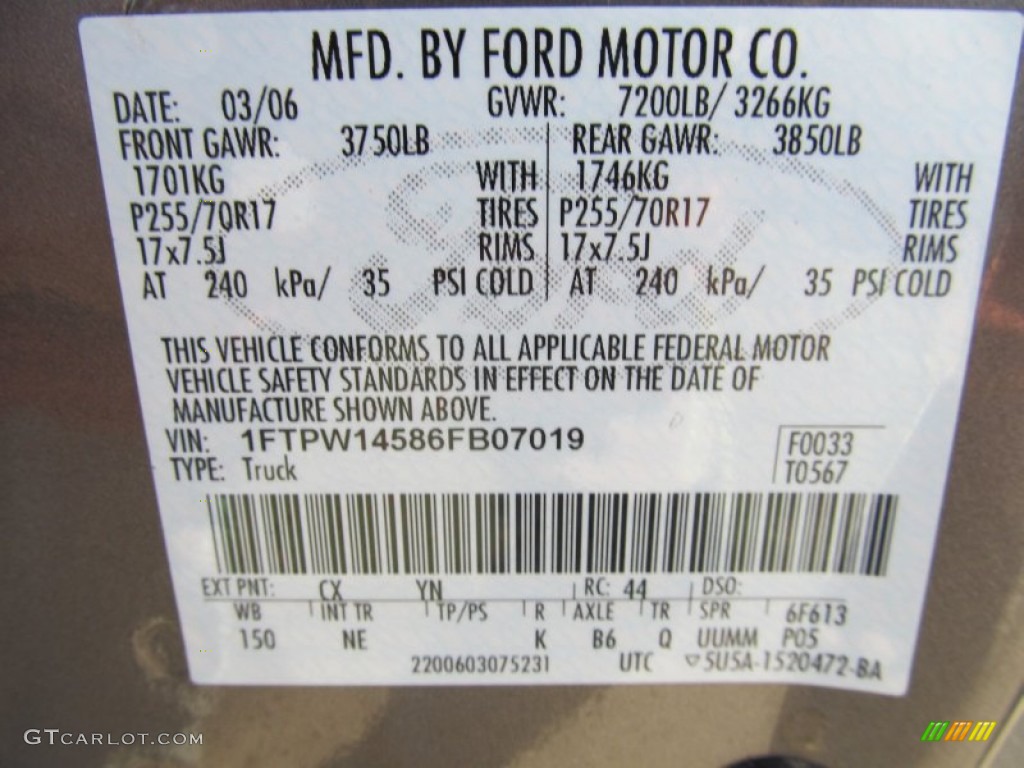 MFD. BY FORD MOTOR CO.
DATE: 03/06 GVWR: 7200LB/ 3266KG
FRONT GAWR: 3750LB REAR GAWR: 3850LB
1701KG WITH 1746KG WITH
P255/70R17 TIRES P255/70R17 TIRES
17x7.5J RIMS 17x7.5J RIMS
AT 240 kPa/ 35 PSI COLD AT 240 kPa/ 35 PSI COLD
THIS VEHICLE CONFORMS TO ALL APPLICABLE FEDERAL MOTOR
VEHICLE SAFETY STANDARDS IN EFFECT ON THE DATE OF
MANUFACTURE SHOWN ABOVE.
VIN: 1FTPW14586FB07019 F0033
TYPE: Truck T0567
EXT PNT: CX YN RC: 44 DSO:
WB INT TR TP/PS R AXLE TR SPR 6F613
150 NE K B6 Q UUMM P05
2200603075231 UTC ▽5U5A-1520472-BA
GTCARLOT.COM